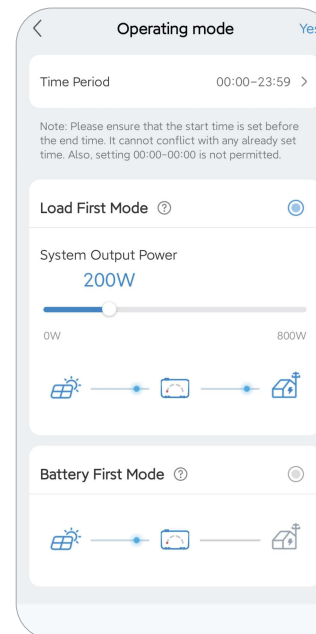 Operating mode
Yes
Time Period
00:00-23:59
Note: Please ensure that the start time is set before
the end time. It cannot conflict with any already set
time. Also, setting 00:00-00:00 is not permitted.
Load First Mode ?
System Output Power
200W
0W
800W
Battery First Mode ?